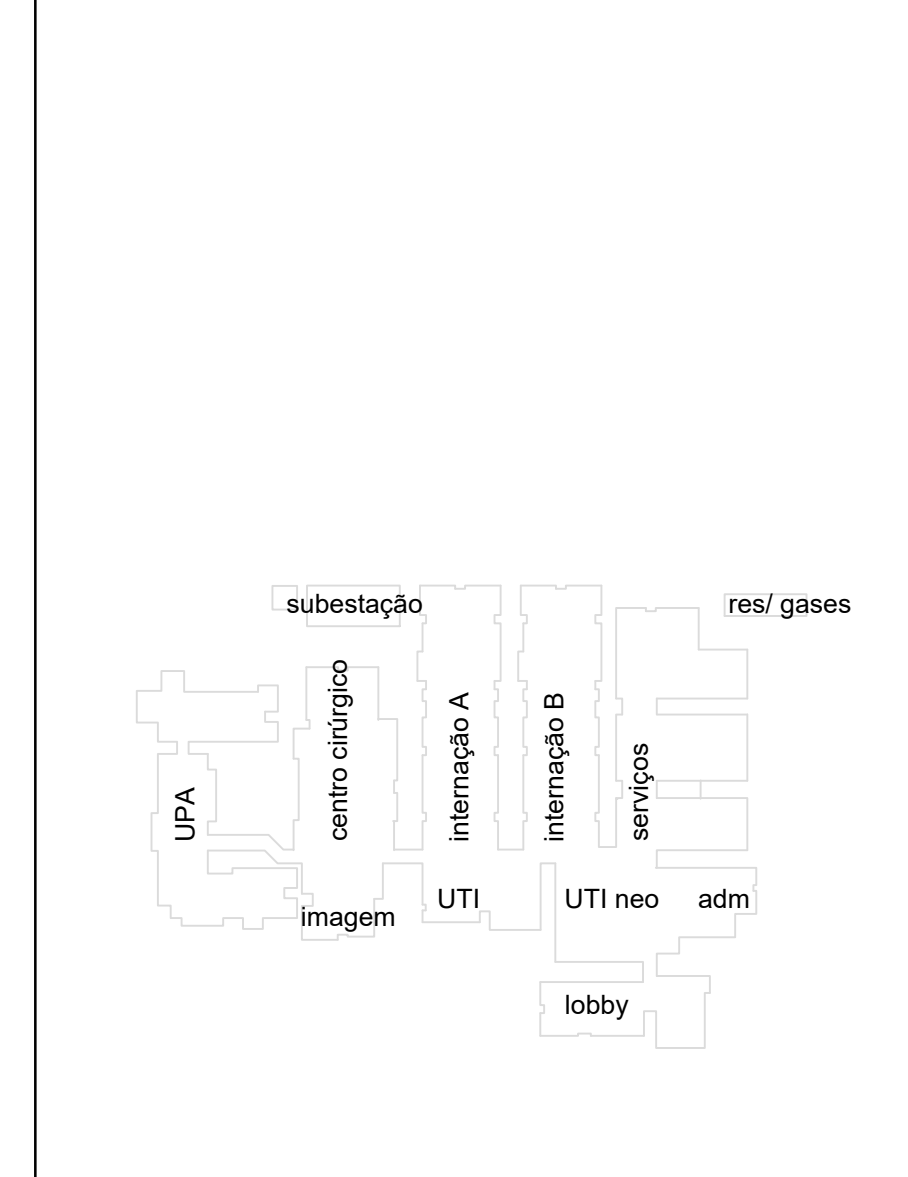 subestação
res/ gases
centro cirúrgico
internação A
internação B
serviços
UPA
UTI
UTI neo
adm
imagem
lobby